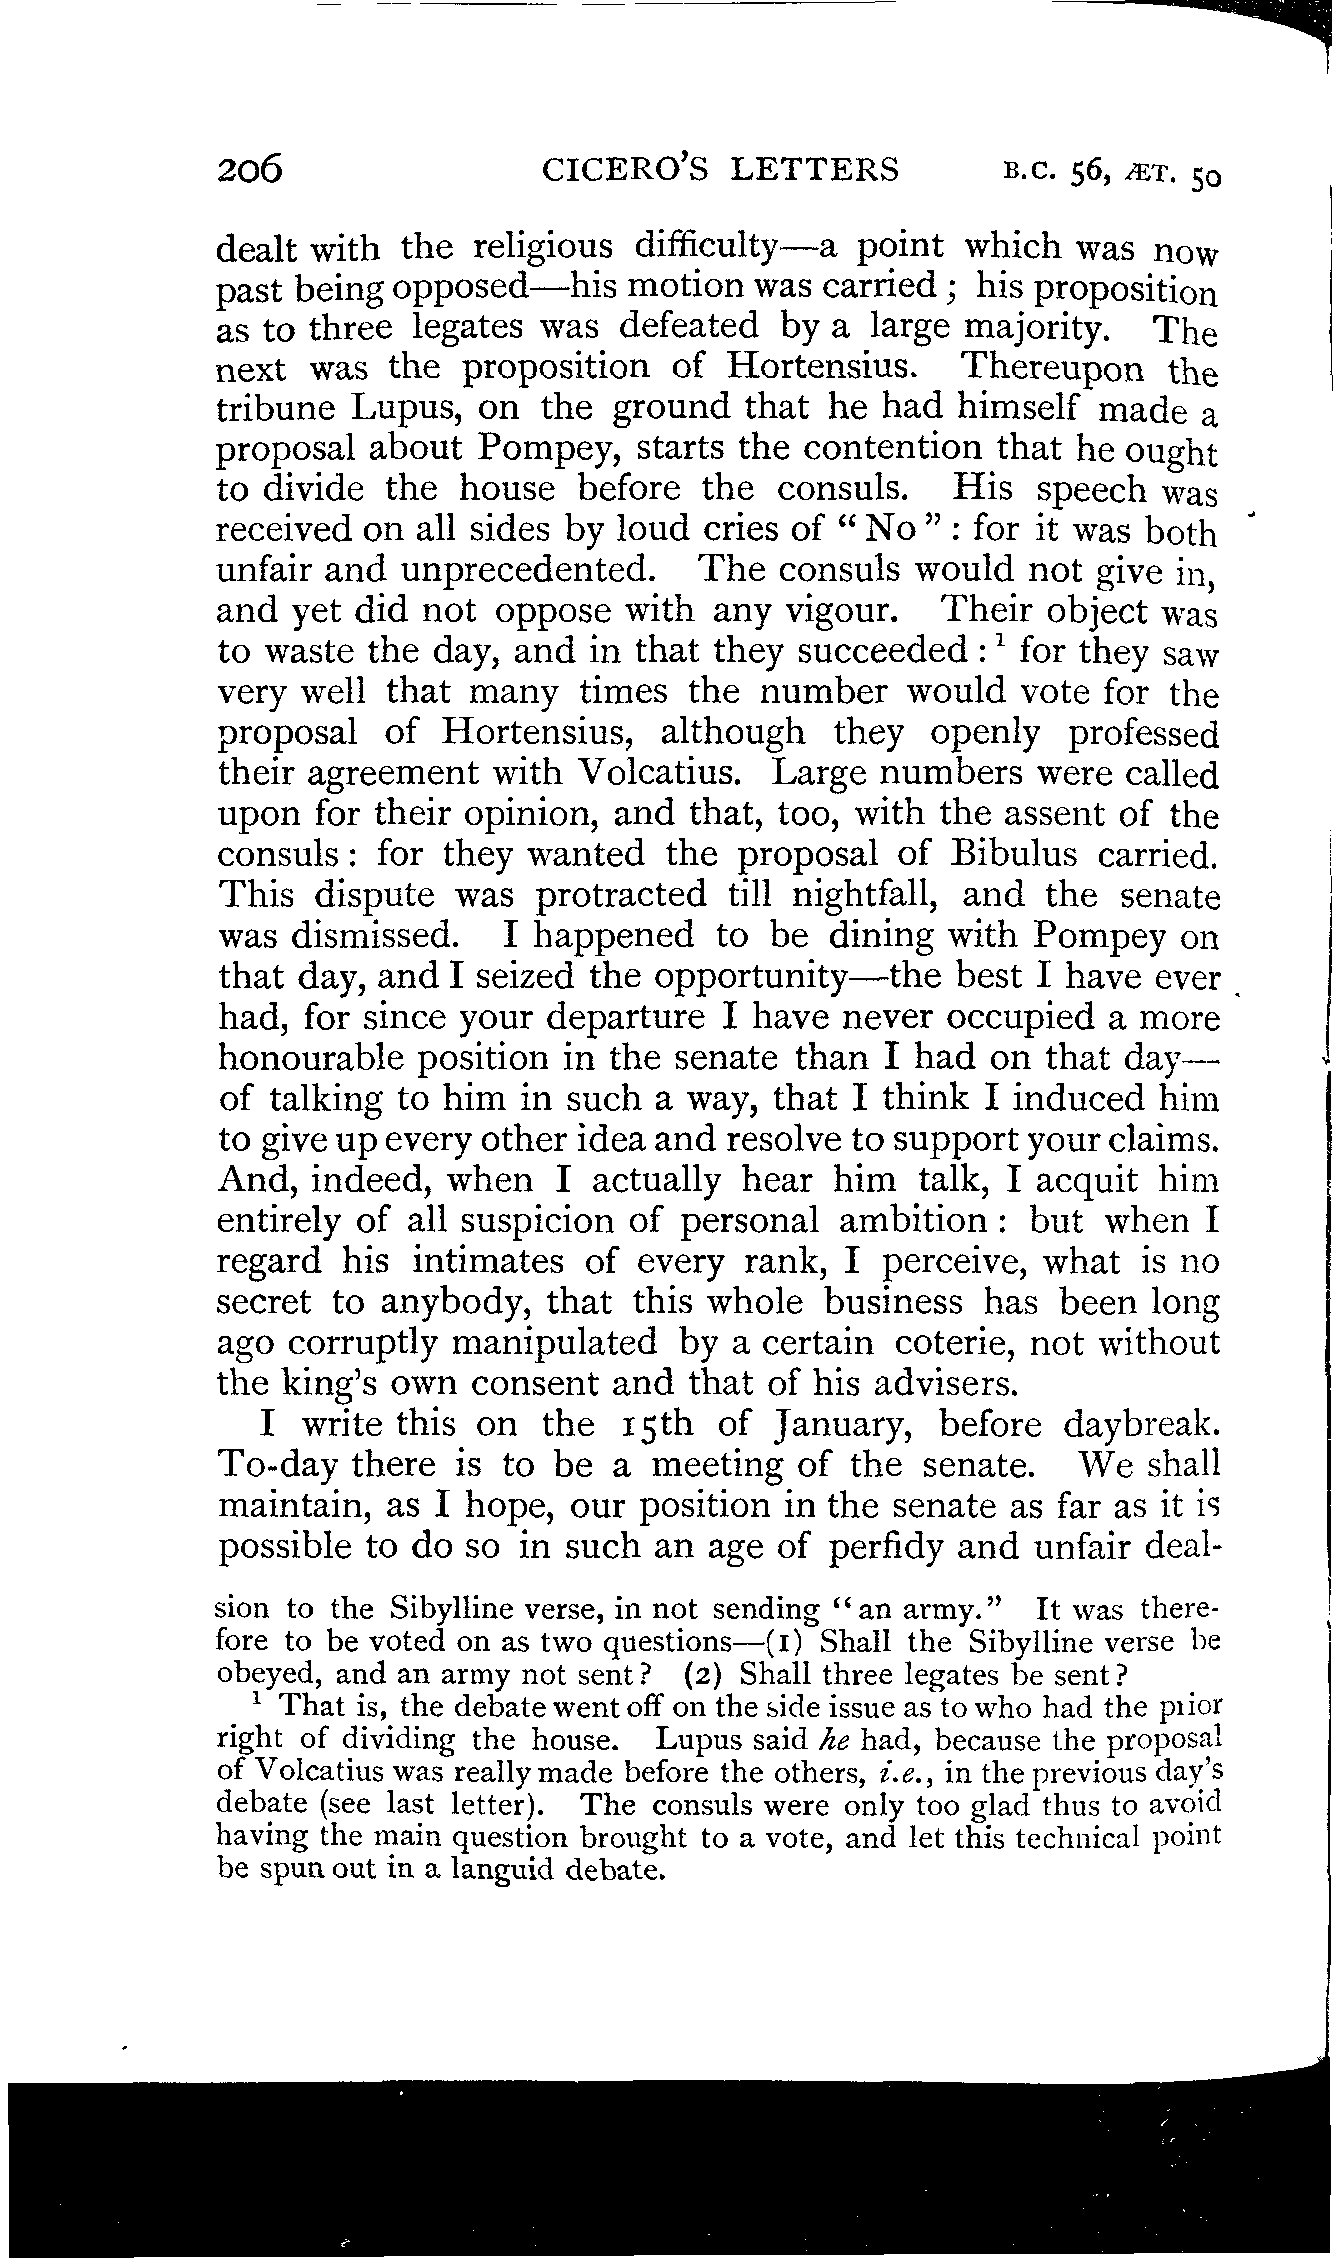 206 CICERO'S LETTERS B.C. 56, ÆT. 50
dealt with the religious difficulty—a point which was now
past being opposed—his motion was carried; his proposition
as to three legates was defeated by a large majority. The
next was the proposition of Hortensius. Thereupon the
tribune Lupus, on the ground that he had himself made a
proposal about Pompey, starts the contention that he ought
to divide the house before the consuls. His speech was
received on all sides by loud cries of "No": for it was both
unfair and unprecedented. The consuls would not give in,
and yet did not oppose with any vigour. Their object was
to waste the day, and in that they succeeded:¹ for they saw
very well that many times the number would vote for the
proposal of Hortensius, although they openly professed
their agreement with Volcatius. Large numbers were called
upon for their opinion, and that, too, with the assent of the
consuls: for they wanted the proposal of Bibulus carried.
This dispute was protracted till nightfall, and the senate
was dismissed. I happened to be dining with Pompey on
that day, and I seized the opportunity—the best I have ever
had, for since your departure I have never occupied a more
honourable position in the senate than I had on that day—
of talking to him in such a way, that I think I induced him
to give up every other idea and resolve to support your claims.
And, indeed, when I actually hear him talk, I acquit him
entirely of all suspicion of personal ambition: but when I
regard his intimates of every rank, I perceive, what is no
secret to anybody, that this whole business has been long
ago corruptly manipulated by a certain coterie, not without
the king's own consent and that of his advisers.
I write this on the 15th of January, before daybreak.
To-day there is to be a meeting of the senate. We shall
maintain, as I hope, our position in the senate as far as it is
possible to do so in such an age of perfidy and unfair deal-
sion to the Sibylline verse, in not sending "an army." It was there-
fore to be voted on as two questions—(1) Shall the Sibylline verse be
obeyed, and an army not sent? (2) Shall three legates be sent?
¹ That is, the debate went off on the side issue as to who had the prior
right of dividing the house. Lupus said he had, because the proposal
of Volcatius was really made before the others, i.e., in the previous day's
debate (see last letter). The consuls were only too glad thus to avoid
having the main question brought to a vote, and let this technical point
be spun out in a languid debate.